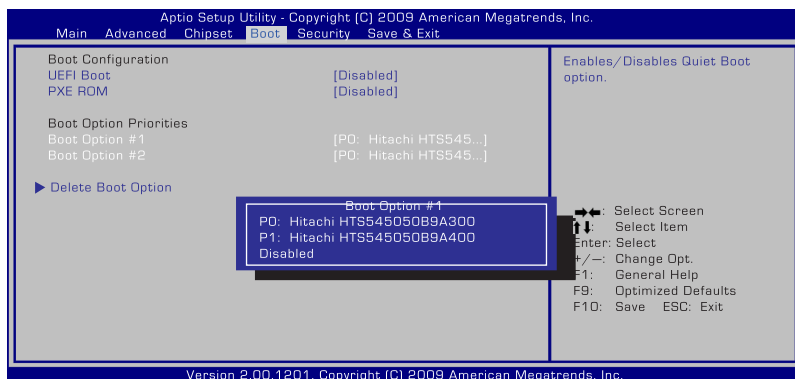 Aptio Setup Utility - Copyright (C) 2009 American Megatrends, Inc.
Main Advanced Chipset Boot Security Save & Exit
Boot Configuration
UEFI Boot [Disabled]
PXE ROM [Disabled]
Boot Option Priorities
Boot Option #1 [P0: Hitachi HTS545...]
Boot Option #2 [P0: Hitachi HTS545...]
Delete Boot Option
Boot Option #1
P0: Hitachi HTS545050B9A300
P1: Hitachi HTS545050B9A400
Disabled
Enables/Disables Quiet Boot
option.
→←: Select Screen
↑↓: Select Item
Enter: Select
+/—: Change Opt.
F1: General Help
F9: Optimized Defaults
F10: Save ESC: Exit
Version 2.00.1201. Copyright (C) 2009 American Megatrends, Inc.